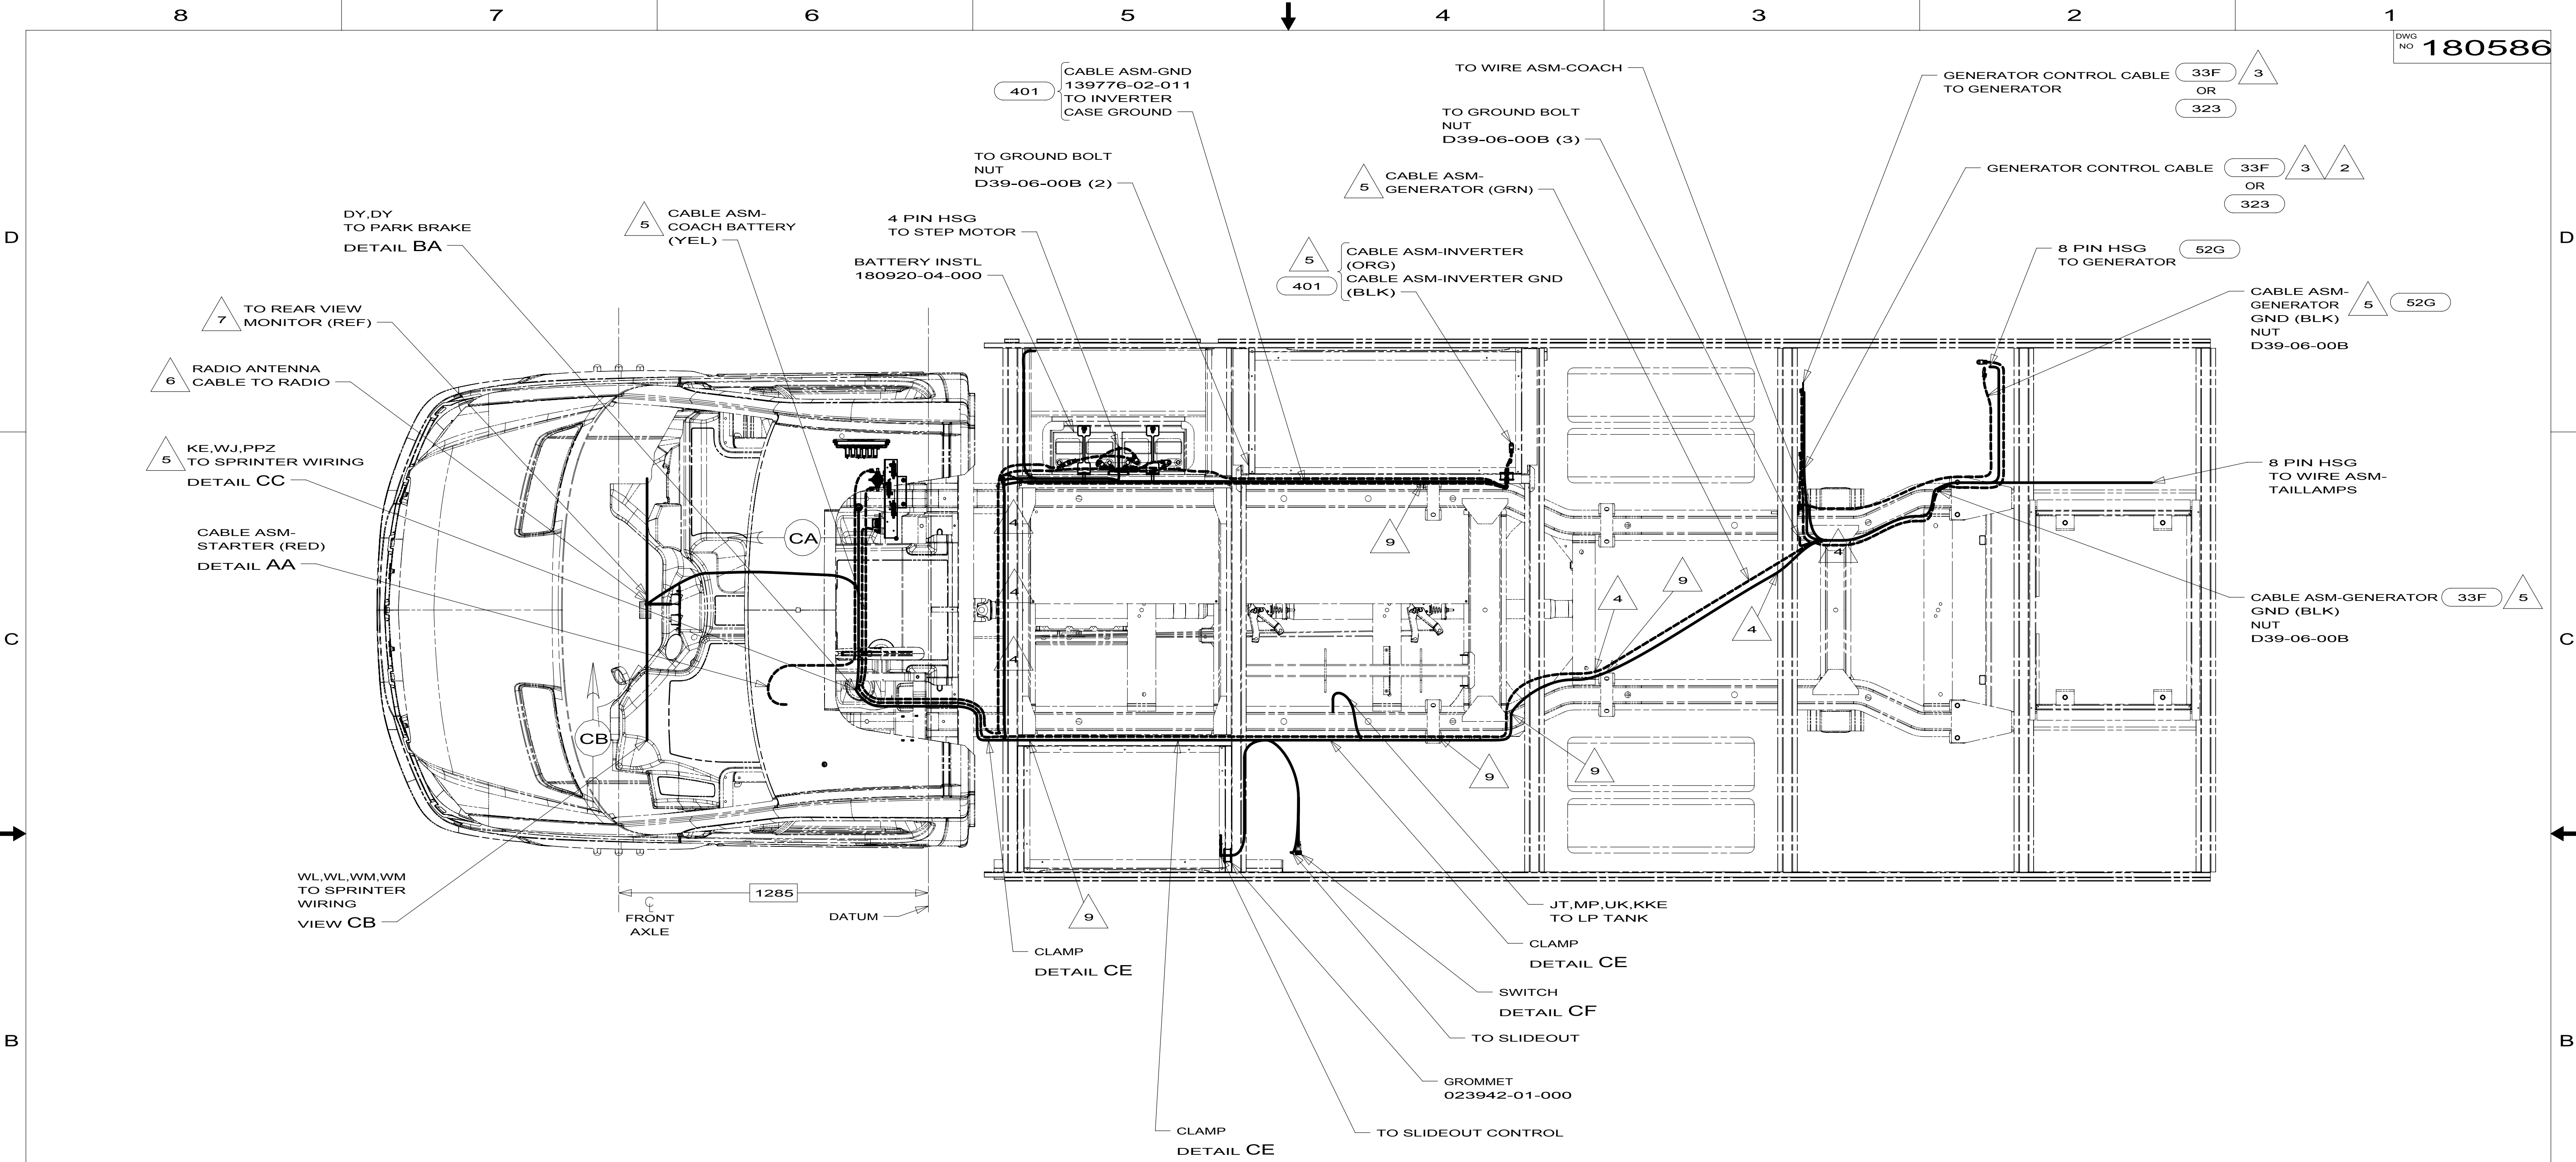 8 7 6 5 4 3 2 1
DWG
NO 180586
D
D
C
C
B
B
401
CABLE ASM-GND
139776-02-011
TO INVERTER
CASE GROUND
TO WIRE ASM-COACH
GENERATOR CONTROL CABLE 33F 3
TO GENERATOR OR
323
TO GROUND BOLT
NUT
D39-06-00B (3)
TO GROUND BOLT
NUT
D39-06-00B (2)
5 CABLE ASM-
GENERATOR (GRN)
GENERATOR CONTROL CABLE 33F 3 2
OR
323
DY,DY
TO PARK BRAKE
DETAIL BA
5 CABLE ASM-
COACH BATTERY
(YEL)
4 PIN HSG
TO STEP MOTOR
BATTERY INSTL
180920-04-000
5
401
CABLE ASM-INVERTER
(ORG)
CABLE ASM-INVERTER GND
(BLK)
8 PIN HSG 52G
TO GENERATOR
CABLE ASM-
GENERATOR 5 52G
GND (BLK)
NUT
D39-06-00B
7 TO REAR VIEW
MONITOR (REF)
6 RADIO ANTENNA
CABLE TO RADIO
5 KE,WJ,PPZ
TO SPRINTER WIRING
DETAIL CC
CABLE ASM-
STARTER (RED)
DETAIL AA
8 PIN HSG
TO WIRE ASM-
TAILLAMPS
CA
4
9
4
4
9
4
4
4
CABLE ASM-GENERATOR 33F 5
GND (BLK)
NUT
D39-06-00B
CB
9
9
WL,WL,WM,WM
TO SPRINTER
WIRING
VIEW CB
1285
CL
FRONT
AXLE
DATUM
9
JT,MP,UK,KKE
TO LP TANK
CLAMP
DETAIL CE
CLAMP
DETAIL CE
SWITCH
DETAIL CF
TO SLIDEOUT
GROMMET
023942-01-000
CLAMP
DETAIL CE
TO SLIDEOUT CONTROL